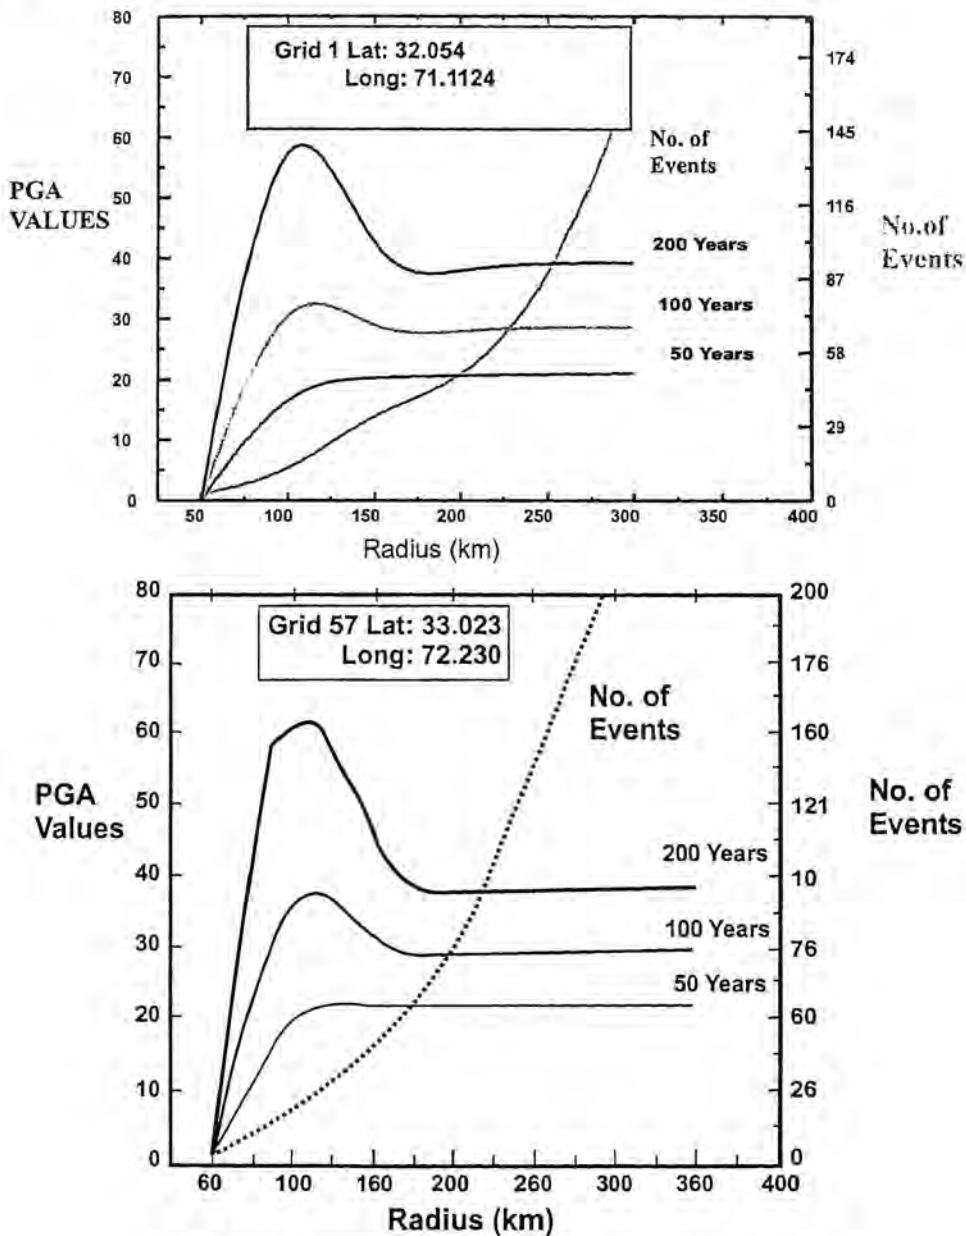 80
70
60
50
40
30
20
10
0
PGA
VALUES
Grid 1 Lat: 32.054
Long: 71.1124
No. of
Events
200 Years
100 Years
50 Years
174
145
116
87
58
29
0
No.of
Events
50 100 150 200 250 300 350 400
Radius (km)
80
70
60
50
40
30
20
10
0
PGA
Values
Grid 57 Lat: 33.023
Long: 72.230
No. of
Events
200 Years
100 Years
50 Years
200
176
160
121
10
76
60
26
0
No. of
Events
60 100 160 200 260 300 360 400
Radius (km)